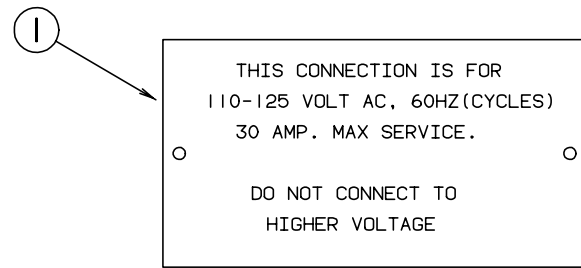 1
THIS CONNECTION IS FOR
110-125 VOLT AC, 60HZ(CYCLES)
30 AMP. MAX SERVICE.
DO NOT CONNECT TO
HIGHER VOLTAGE